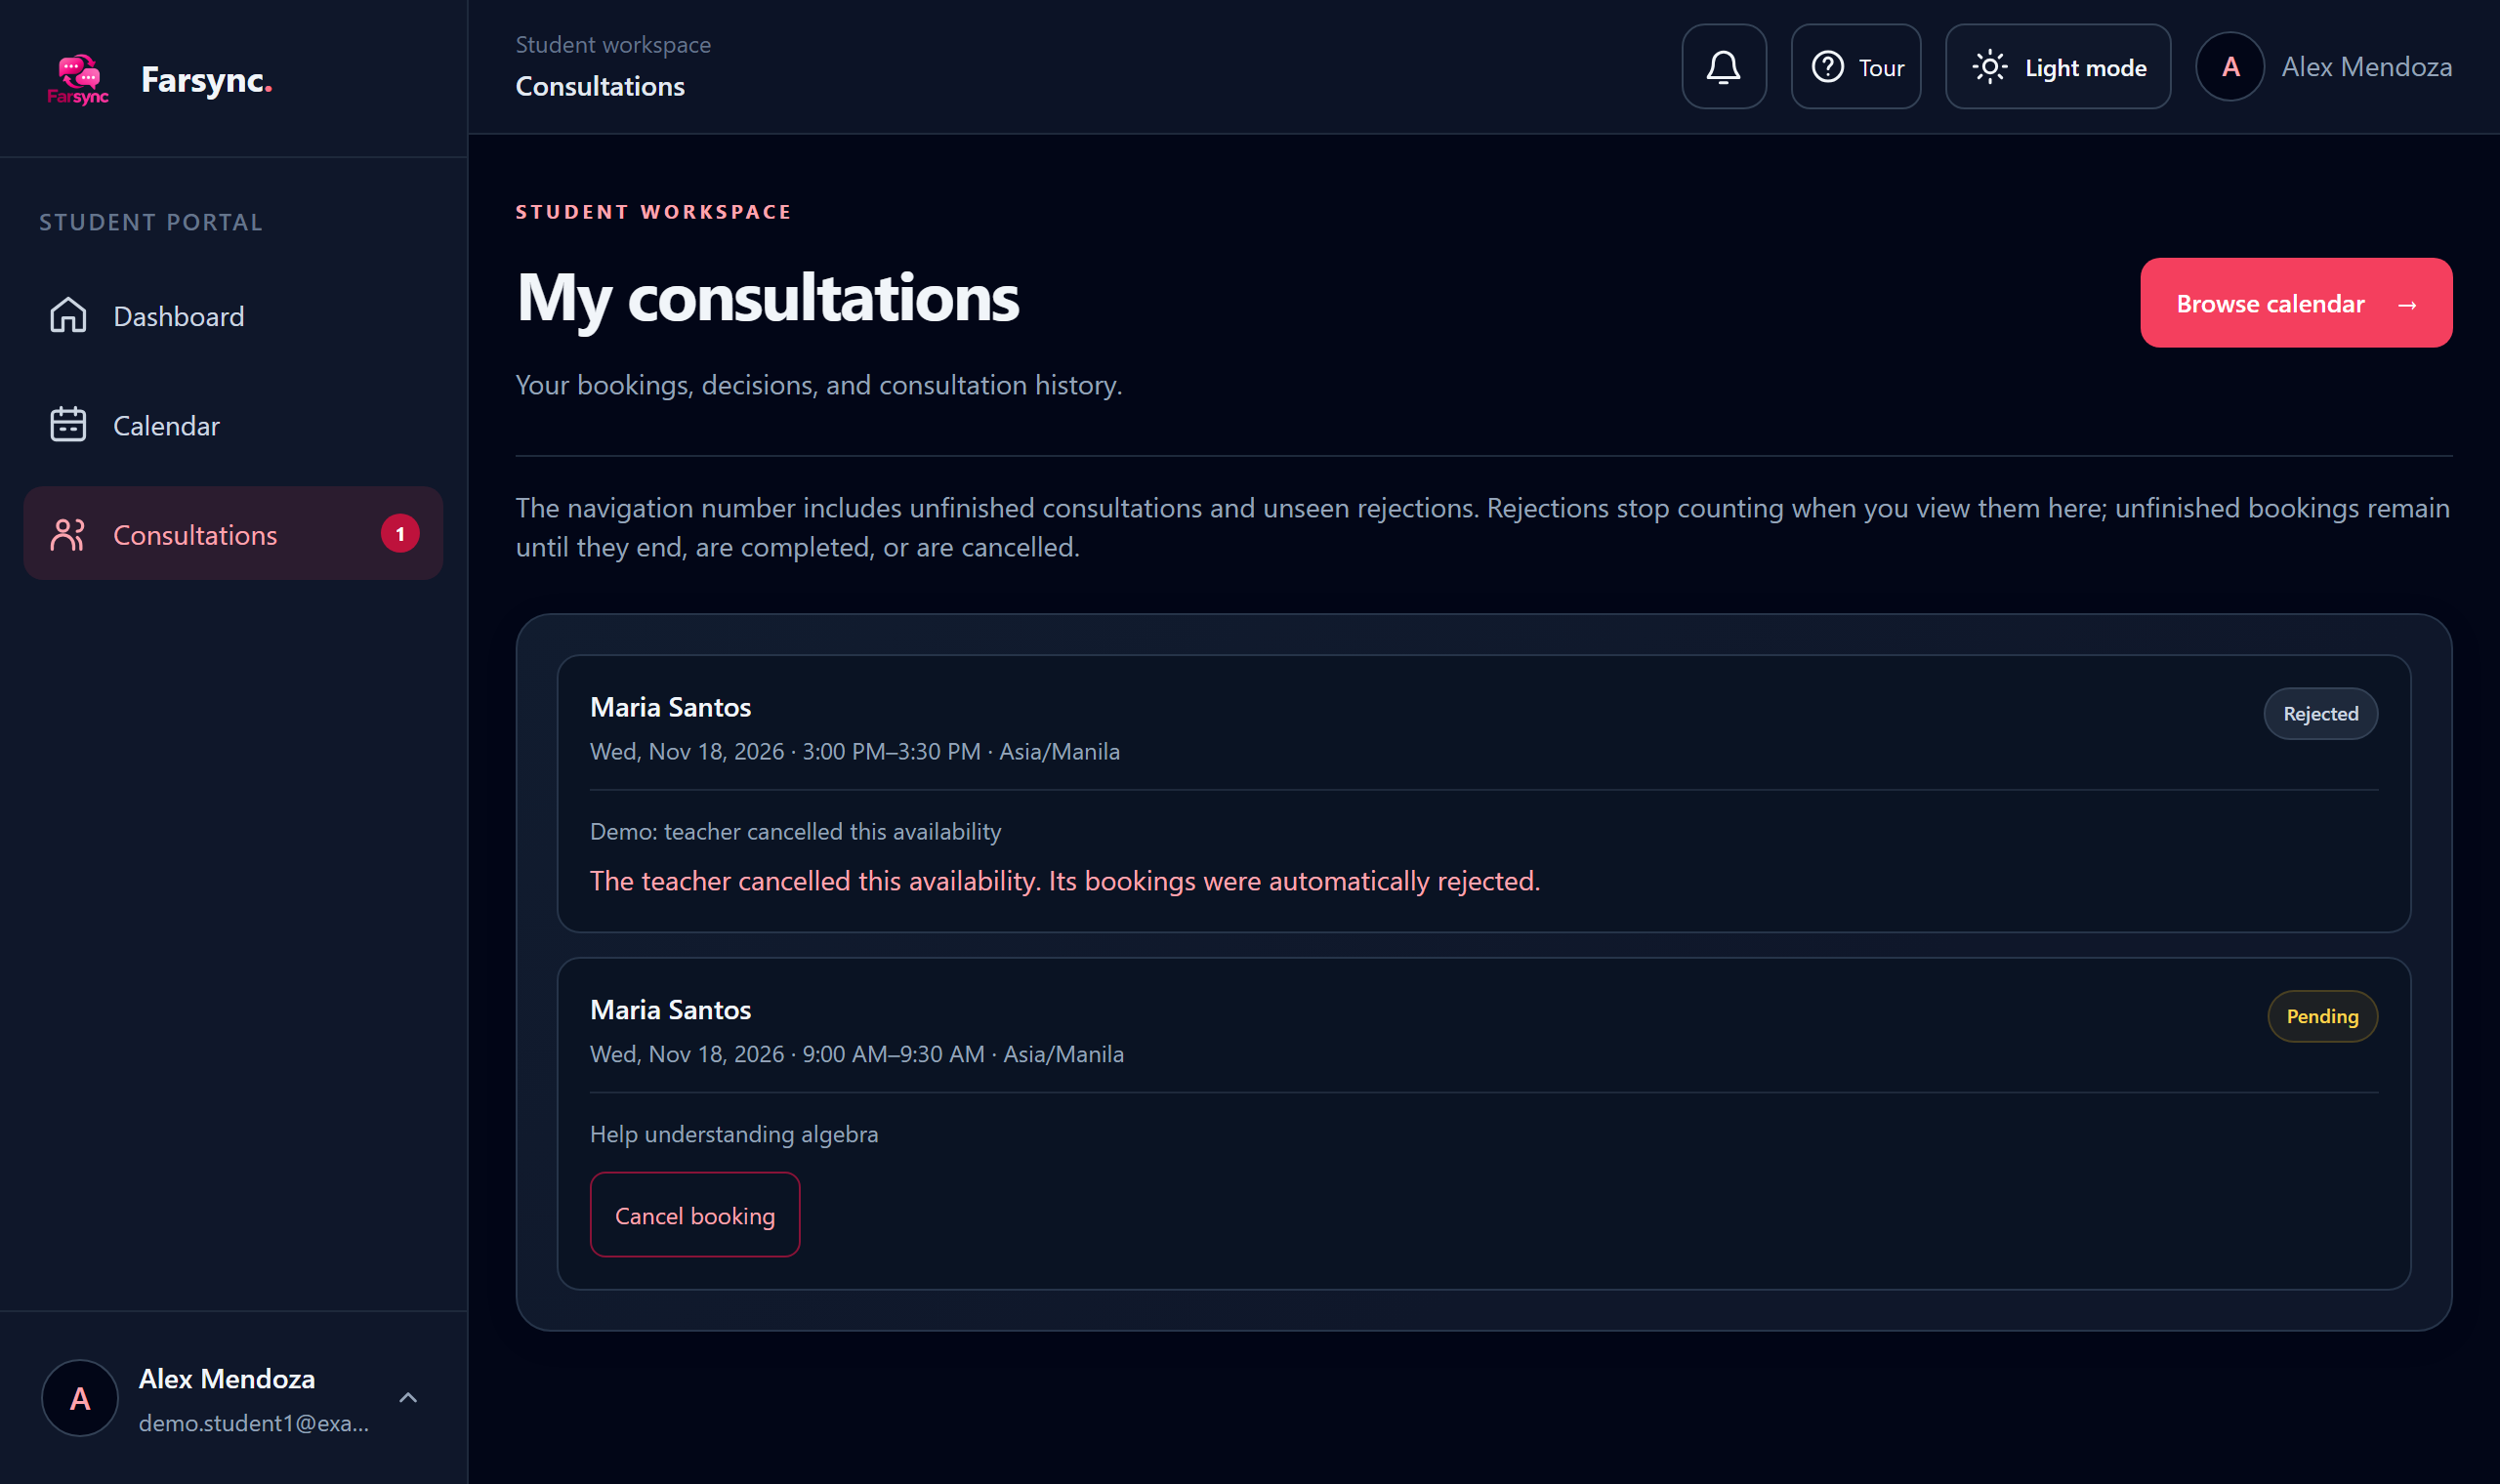 Farsync
Farsync.
STUDENT PORTAL
Dashboard
Calendar
Consultations
1
Alex Mendoza
demo.student1@exa...
A
Student workspace
Consultations
Tour
Light mode
A
Alex Mendoza
STUDENT WORKSPACE
My consultations
Browse calendar →
Your bookings, decisions, and consultation history.
The navigation number includes unfinished consultations and unseen rejections. Rejections stop counting when you view them here; unfinished bookings remain
until they end, are completed, or are cancelled.
Maria Santos
Rejected
Wed, Nov 18, 2026 · 3:00 PM–3:30 PM · Asia/Manila
Demo: teacher cancelled this availability
The teacher cancelled this availability. Its bookings were automatically rejected.
Maria Santos
Pending
Wed, Nov 18, 2026 · 9:00 AM–9:30 AM · Asia/Manila
Help understanding algebra
Cancel booking